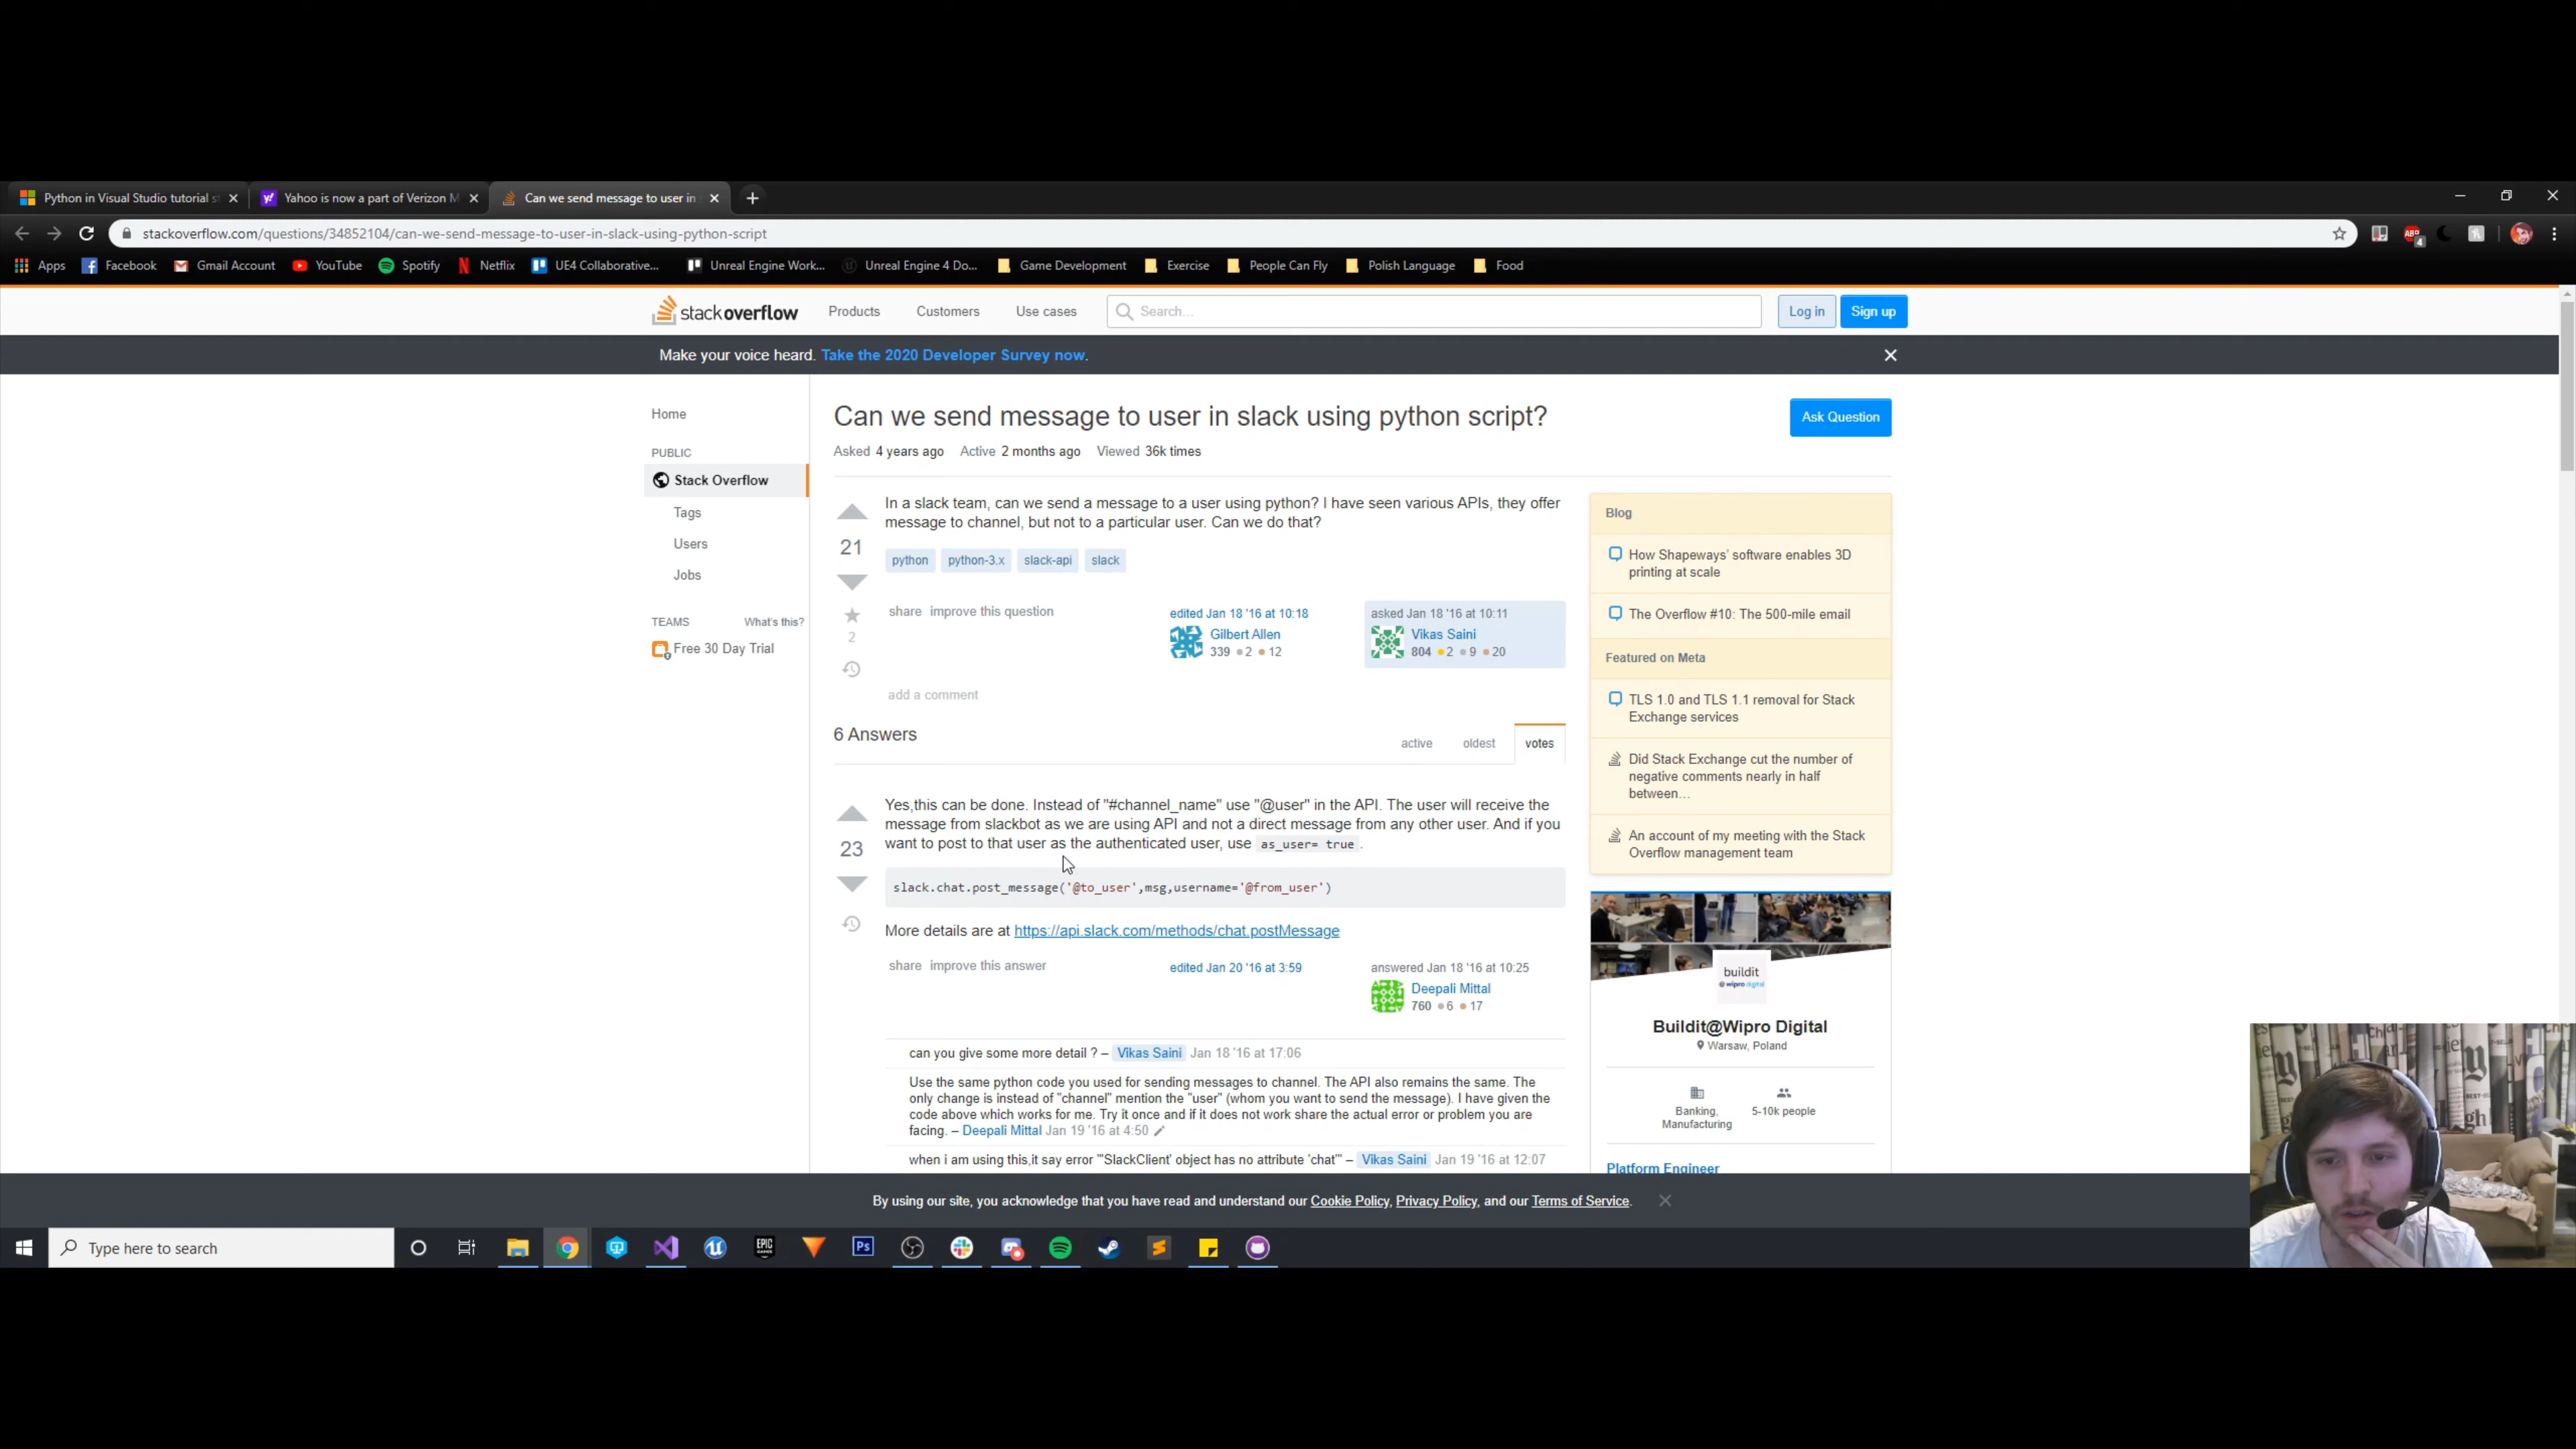 Python in Visual Studio tutorial s
Yahoo is now a part of Verizon M
Can we send message to user in
stackoverflow.com/questions/34852104/can-we-send-message-to-user-in-slack-using-python-script
Apps Facebook Gmail Account YouTube Spotify Netflix UE4 Collaborative... Unreal Engine Work... Unreal Engine 4 Do... Game Development Exercise People Can Fly Polish Language Food
stackoverflow Products Customers Use cases Search... Log in Sign up
Make your voice heard. Take the 2020 Developer Survey now.
Home
PUBLIC
Stack Overflow
Tags
Users
Jobs
TEAMS What's this?
Free 30 Day Trial
Can we send message to user in slack using python script?
Ask Question
Asked 4 years ago Active 2 months ago Viewed 36k times
In a slack team, can we send a message to a user using python? I have seen various APIs, they offer
message to channel, but not to a particular user. Can we do that?
21
python python-3.x slack-api slack
share improve this question
edited Jan 18 '16 at 10:18
Gilbert Allen
339 2 12
asked Jan 18 '16 at 10:11
Vikas Saini
804 2 9 20
2
add a comment
6 Answers
active oldest votes
Yes,this can be done. Instead of "#channel_name" use "@user" in the API. The user will receive the
message from slackbot as we are using API and not a direct message from any other user. And if you
want to post to that user as the authenticated user, use as_user= true .
23
slack.chat.post_message('@to_user',msg,username='@from_user')
More details are at https://api.slack.com/methods/chat.postMessage
share improve this answer
edited Jan 20 '16 at 3:59
answered Jan 18 '16 at 10:25
Deepali Mittal
760 6 17
can you give some more detail ? – Vikas Saini Jan 18 '16 at 17:06
Use the same python code you used for sending messages to channel. The API also remains the same. The
only change is instead of "channel" mention the "user" (whom you want to send the message). I have given the
code above which works for me. Try it once and if it does not work share the actual error or problem you are
facing. – Deepali Mittal Jan 19 '16 at 4:50
when i am using this,it say error "'SlackClient' object has no attribute 'chat'" – Vikas Saini Jan 19 '16 at 12:07
Blog
How Shapeways' software enables 3D
printing at scale
The Overflow #10: The 500-mile email
Featured on Meta
TLS 1.0 and TLS 1.1 removal for Stack
Exchange services
Did Stack Exchange cut the number of
negative comments nearly in half
between…
An account of my meeting with the Stack
Overflow management team
buildit
@ wipro digital
Buildit@Wipro Digital
Warsaw, Poland
Banking,
Manufacturing
5-10k people
Platform Engineer
By using our site, you acknowledge that you have read and understand our Cookie Policy, Privacy Policy, and our Terms of Service.
Type here to search
EPIC
GAMES
Ps